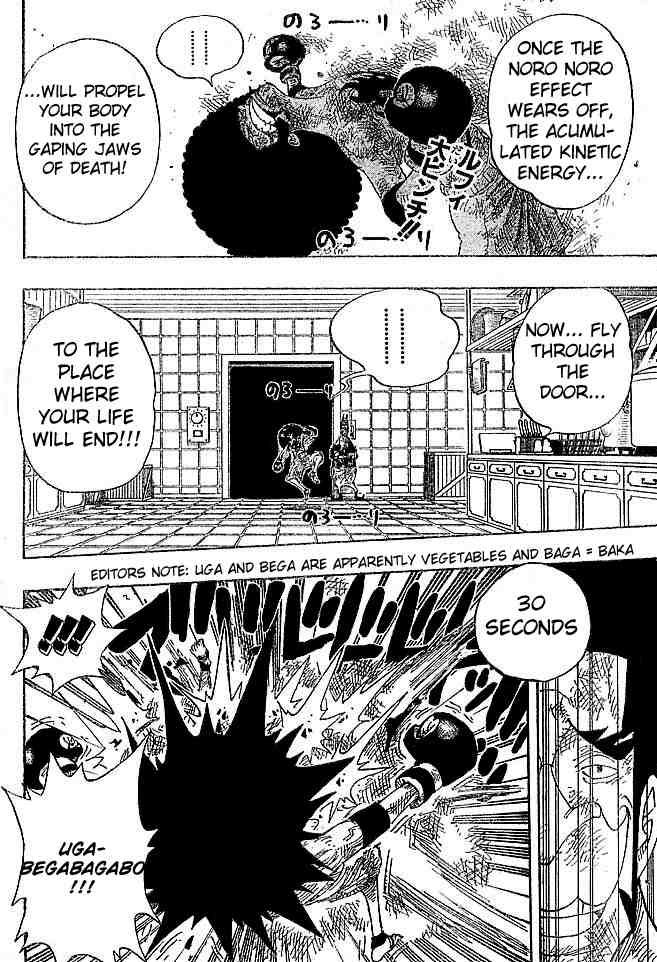 ONCE THE
NORO NORO
EFFECT
WEARS OFF,
THE ACUMU-
LATED KINETIC
ENERGY...
のろーーり
⋮⋮
...WILL PROPEL
YOUR BODY
INTO THE
GAPING JAWS
OF DEATH!
ルフィ
大ピンチ!!
のろーーり
NOW... FLY
THROUGH
THE
DOOR...
⋮⋮
のろーーり
のろーーり
TO THE
PLACE
WHERE
YOUR LIFE
WILL END!!!
EDITORS NOTE: UGA AND BEGA ARE APPARENTLY VEGETABLES AND BAGA = BAKA
30
SECONDS
!!!
UGA-
BEGABAGABO
!!!